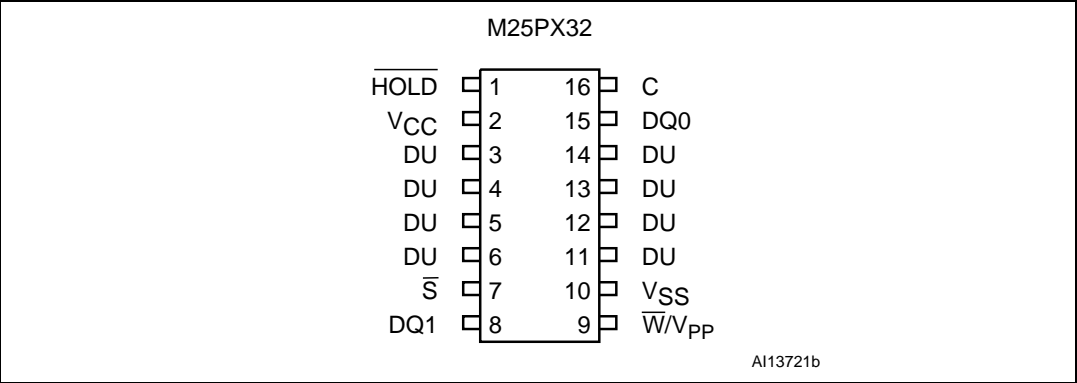 M25PX32
HOLD 1 16 C
VCC 2 15 DQ0
DU 3 14 DU
DU 4 13 DU
DU 5 12 DU
DU 6 11 DU
S 7 10 VSS
DQ1 8 9 W/VPP
AI13721b